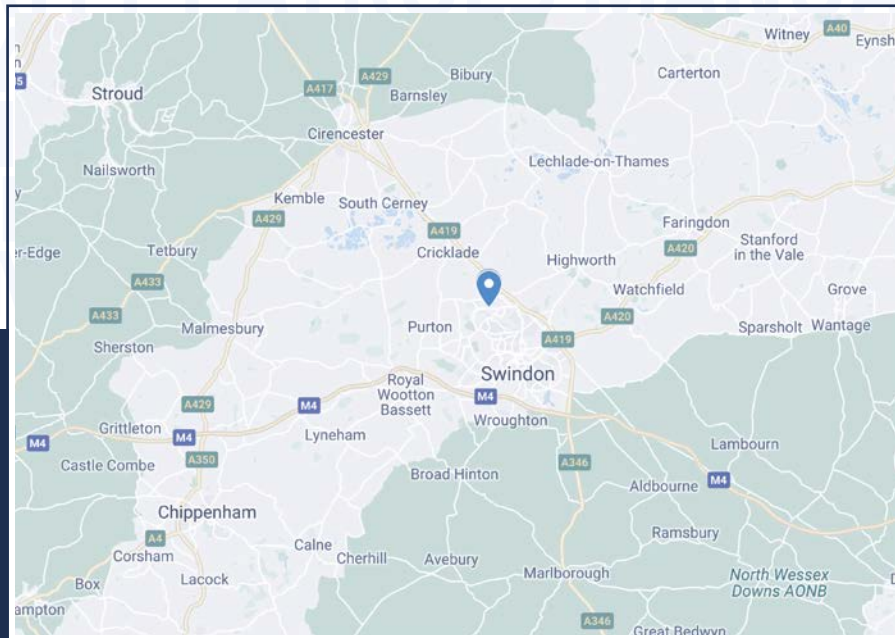 Witney
A40
Eynsh
Carterton
Bibury
A429
A417
Barnsley
Stroud
Cirencester
Nailsworth
Lechlade-on-Thames
Kemble
South Cerney
A429
A419
Faringdon
Cricklade
Tetbury
er-Edge
Highworth
A420
Stanford
in the Vale
A433
Watchfield
Grove
A433
A420
Malmesbury
Purton
Sparsholt
Wantage
A419
Sherston
Swindon
Royal
Wootton
Bassett
M4
A429
M4
Wroughton
Grittleton
M4
Lyneham
M4
Lambourn
A350
Castle Combe
A346
Broad Hinton
M4
Aldbourne
Chippenham
A4
Ramsbury
Calne
Corsham
Cherhill
Avebury
Marlborough
North Wessex
Downs AONB
Box
Lacock
ampton
A346
Great Bedwyn